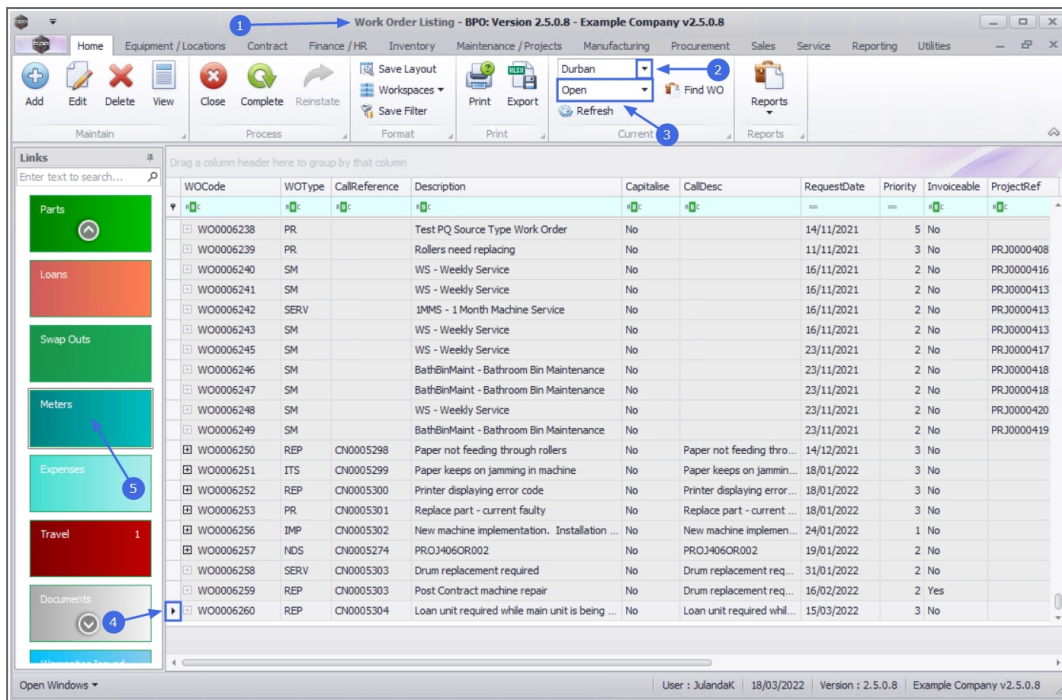 1
Work Order Listing - BPO: Version 2.5.0.8 - Example Company v2.5.0.8
Home Equipment / Locations Contract Finance / HR Inventory Maintenance / Projects Manufacturing Procurement Sales Service Reporting Utilities
Add Edit Delete View
Maintain
Close Complete Reinstate
Process
Save Layout
Workspaces
Save Filter
Format
Print Export
Print
Durban
Open
Refresh
Find WO
Current
2
3
Reports
Reports
Links
Enter text to search...
Parts
Loans
Swap Outs
Meters
Expenses
5
Travel 1
Documents
4
Drag a column header here to group by that column
WOCode WOType CallReference Description Capitalise CallDesc RequestDate Priority Invoiceable ProjectRef
WO0006238 PR Test PQ Source Type Work Order No 14/11/2021 5 No
WO0006239 PR Rollers need replacing No 11/11/2021 3 No PRJ0000408
WO0006240 SM WS - Weekly Service No 16/11/2021 2 No PRJ0000416
WO0006241 SM WS - Weekly Service No 16/11/2021 2 No PRJ0000413
WO0006242 SERV 1MMS - 1 Month Machine Service No 16/11/2021 2 No PRJ0000413
WO0006243 SM WS - Weekly Service No 16/11/2021 2 No PRJ0000413
WO0006245 SM WS - Weekly Service No 23/11/2021 2 No PRJ0000417
WO0006246 SM BathBinMaint - Bathroom Bin Maintenance No 23/11/2021 2 No PRJ0000418
WO0006247 SM BathBinMaint - Bathroom Bin Maintenance No 23/11/2021 2 No PRJ0000418
WO0006248 SM WS - Weekly Service No 23/11/2021 2 No PRJ0000420
WO0006249 SM BathBinMaint - Bathroom Bin Maintenance No 23/11/2021 2 No PRJ0000419
WO0006250 REP CN0005298 Paper not feeding through rollers No Paper not feeding thro... 14/12/2021 3 No
WO0006251 ITS CN0005299 Paper keeps on jamming in machine No Paper keeps on jammin... 18/01/2022 3 No
WO0006252 REP CN0005300 Printer displaying error code No Printer displaying error... 18/01/2022 3 No
WO0006253 PR CN0005301 Replace part - current faulty No Replace part - current ... 18/01/2022 3 No
WO0006256 IMP CN0005302 New machine implementation. Installation ... No New machine implemen... 24/01/2022 1 No
WO0006257 NDS CN0005274 PROJ406OR002 No PROJ406OR002 19/01/2022 2 No
WO0006258 SERV CN0005303 Drum replacement required No Drum replacement req... 31/01/2022 2 No
WO0006259 REP CN0005303 Post Contract machine repair No Drum replacement req... 16/02/2022 2 Yes
WO0006260 REP CN0005304 Loan unit required while main unit is being ... No Loan unit required whil... 15/03/2022 3 No
Open Windows User : JulandaK 18/03/2022 Version : 2.5.0.8 Example Company v2.5.0.8